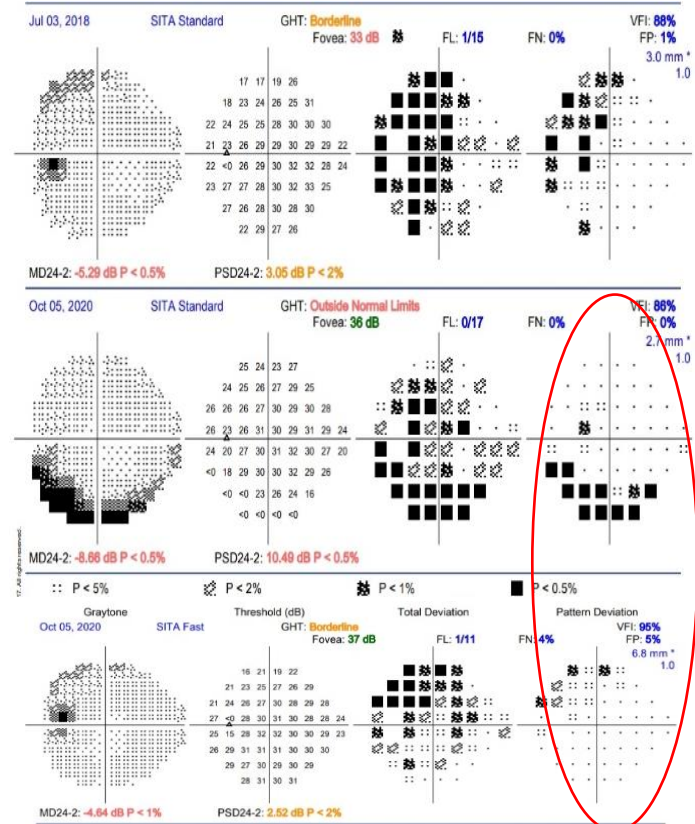 Jul 03, 2018 SITA Standard GHT: Borderline VFI: 88%
Fovea: 33 dB FL: 1/15 FN: 0% FP: 1%
3.0 mm *
1.0
17 17 19 26
18 23 24 26 25 31
22 24 25 25 28 30 30 30
21 23 26 29 29 30 29 29 22
22 <0 26 29 30 32 32 28 24
23 27 27 28 30 32 33 25
27 26 28 30 28 30
22 29 27 26
MD24-2: -5.29 dB P < 0.5% PSD24-2: 3.05 dB P < 2%
Oct 05, 2020 SITA Standard GHT: Outside Normal Limits VFI: 86%
Fovea: 36 dB FL: 0/17 FN: 0% FP: 0%
2.7 mm *
1.0
25 24 23 27
24 25 26 27 29 25
26 26 26 27 30 29 30 28
26 23 26 31 30 29 31 29 24
24 20 27 30 31 32 30 27 20
<0 18 29 30 30 32 29 26
<0 <0 23 26 24 16
<0 <0 <0 <0
MD24-2: -8.66 dB P < 0.5% PSD24-2: 10.49 dB P < 0.5%
17. All rights reserved.
:: P < 5% P < 2% P < 1% P < 0.5%
Graytone Threshold (dB) Total Deviation Pattern Deviation
Oct 05, 2020 SITA Fast GHT: Borderline VFI: 95%
Fovea: 37 dB FL: 1/11 FN: 4% FP: 5%
6.8 mm *
1.0
16 21 19 22
21 23 25 27 26 29
21 24 26 27 30 28 29 28
27 <0 28 30 31 30 28 28 24
25 15 28 32 32 30 30 29 23
26 29 31 31 31 30 30 30
29 27 30 29 30 29
28 31 30 31
MD24-2: -4.64 dB P < 1% PSD24-2: 2.52 dB P < 2%